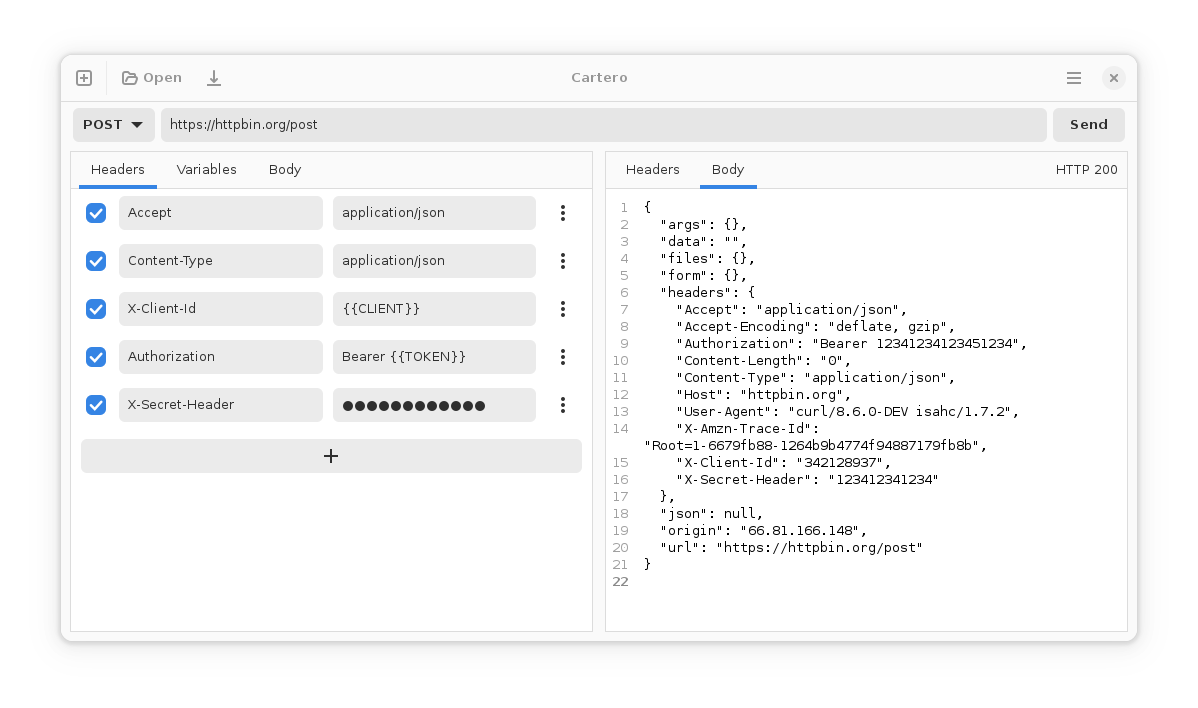 Open
Cartero
POST
https://httpbin.org/post
Send
Headers Variables Body
Accept application/json
Content-Type application/json
X-Client-Id {{CLIENT}}
Authorization Bearer {{TOKEN}}
X-Secret-Header ●●●●●●●●●●●●
+
Headers Body HTTP 200
1 {
2   "args": {},
3   "data": "",
4   "files": {},
5   "form": {},
6   "headers": {
7     "Accept": "application/json",
8     "Accept-Encoding": "deflate, gzip",
9     "Authorization": "Bearer 12341234123451234",
10     "Content-Length": "0",
11     "Content-Type": "application/json",
12     "Host": "httpbin.org",
13     "User-Agent": "curl/8.6.0-DEV isahc/1.7.2",
14     "X-Amzn-Trace-Id":
"Root=1-6679fb88-1264b9b4774f94887179fb8b",
15     "X-Client-Id": "342128937",
16     "X-Secret-Header": "123412341234"
17   },
18   "json": null,
19   "origin": "66.81.166.148",
20   "url": "https://httpbin.org/post"
21 }
22